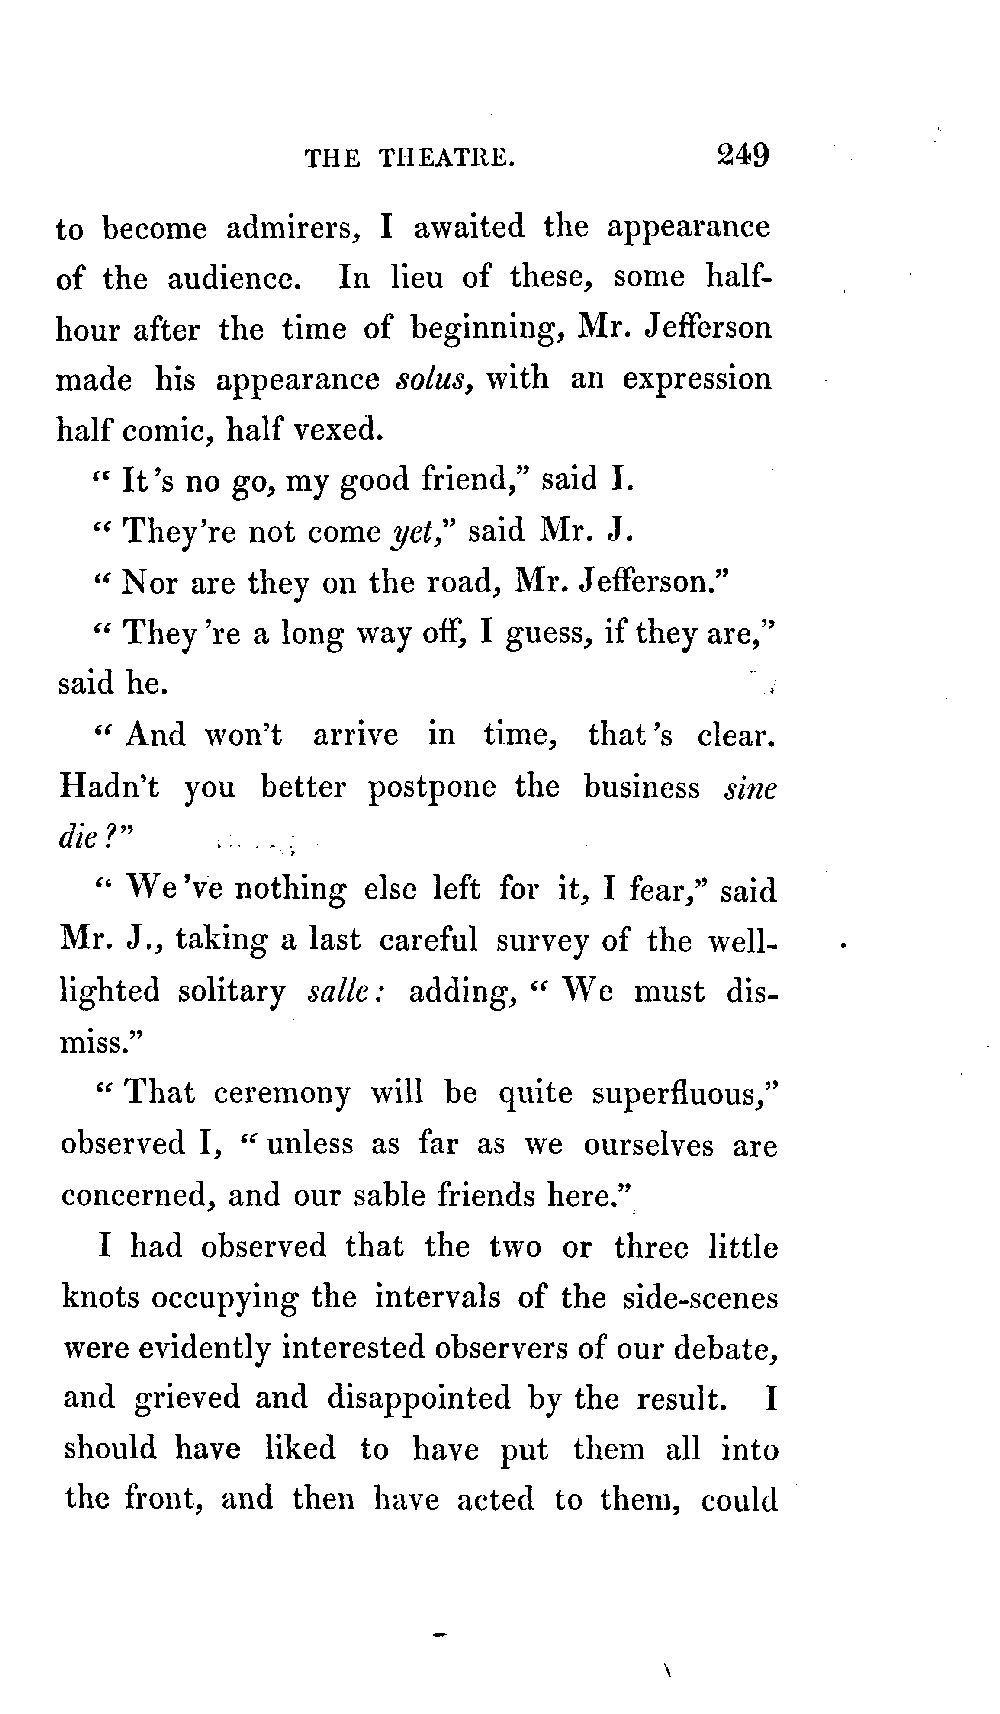 THE THEATRE. 249
to become admirers, I awaited the appearance
of the audience. In lieu of these, some half-
hour after the time of beginning, Mr. Jefferson
made his appearance solus, with an expression
half comic, half vexed.
“ It's no go, my good friend,” said I.
“ They're not come yet,” said Mr. J.
“ Nor are they on the road, Mr. Jefferson.”
“ They 're a long way off, I guess, if they are,”
said he.
“ And won't arrive in time, that's clear.
Hadn't you better postpone the business sine
die?”
“ We've nothing else left for it, I fear,” said
Mr. J., taking a last careful survey of the well-
lighted solitary salle: adding, “ We must dis-
miss.”
“ That ceremony will be quite superfluous,”
observed I, “ unless as far as we ourselves are
concerned, and our sable friends here.”
I had observed that the two or three little
knots occupying the intervals of the side-scenes
were evidently interested observers of our debate,
and grieved and disappointed by the result. I
should have liked to have put them all into
the front, and then have acted to them, could